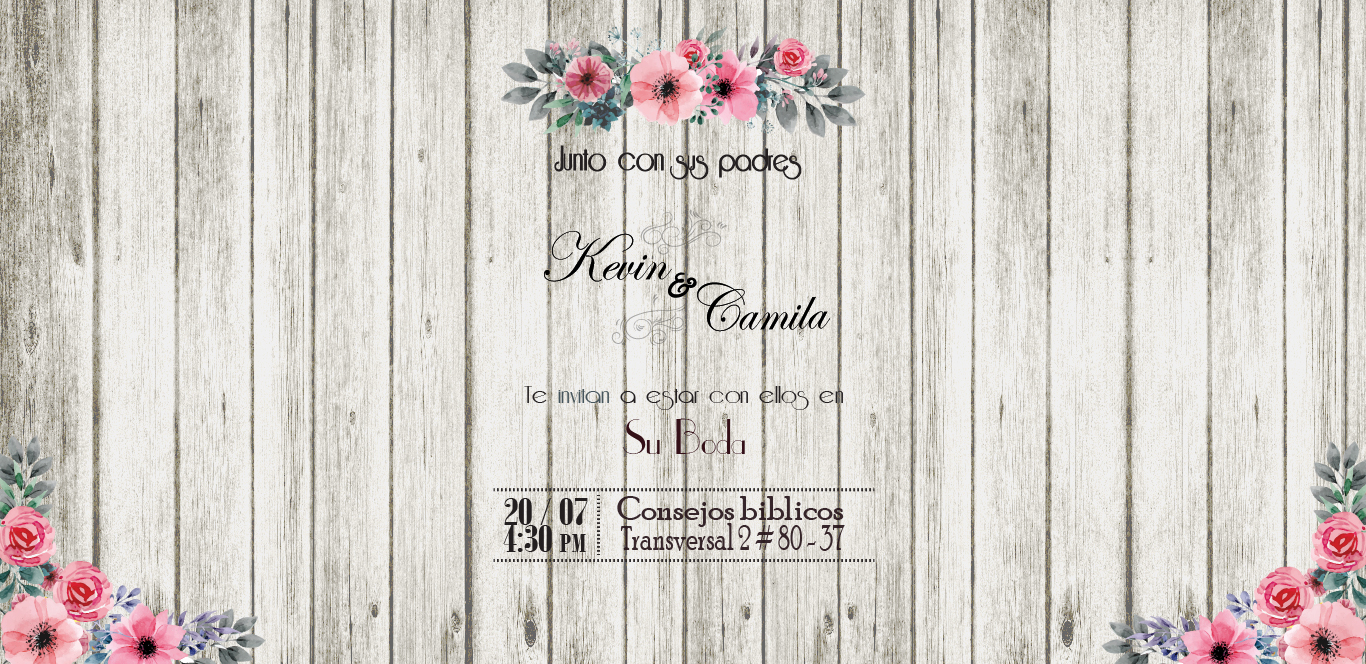 Junto con sus padres
Kevin
&
Camila
Te invitan a estar con ellos en
Su Boda
20 / 07
4:30 PM
Consejos biblicos
Transversal 2 # 80 - 37